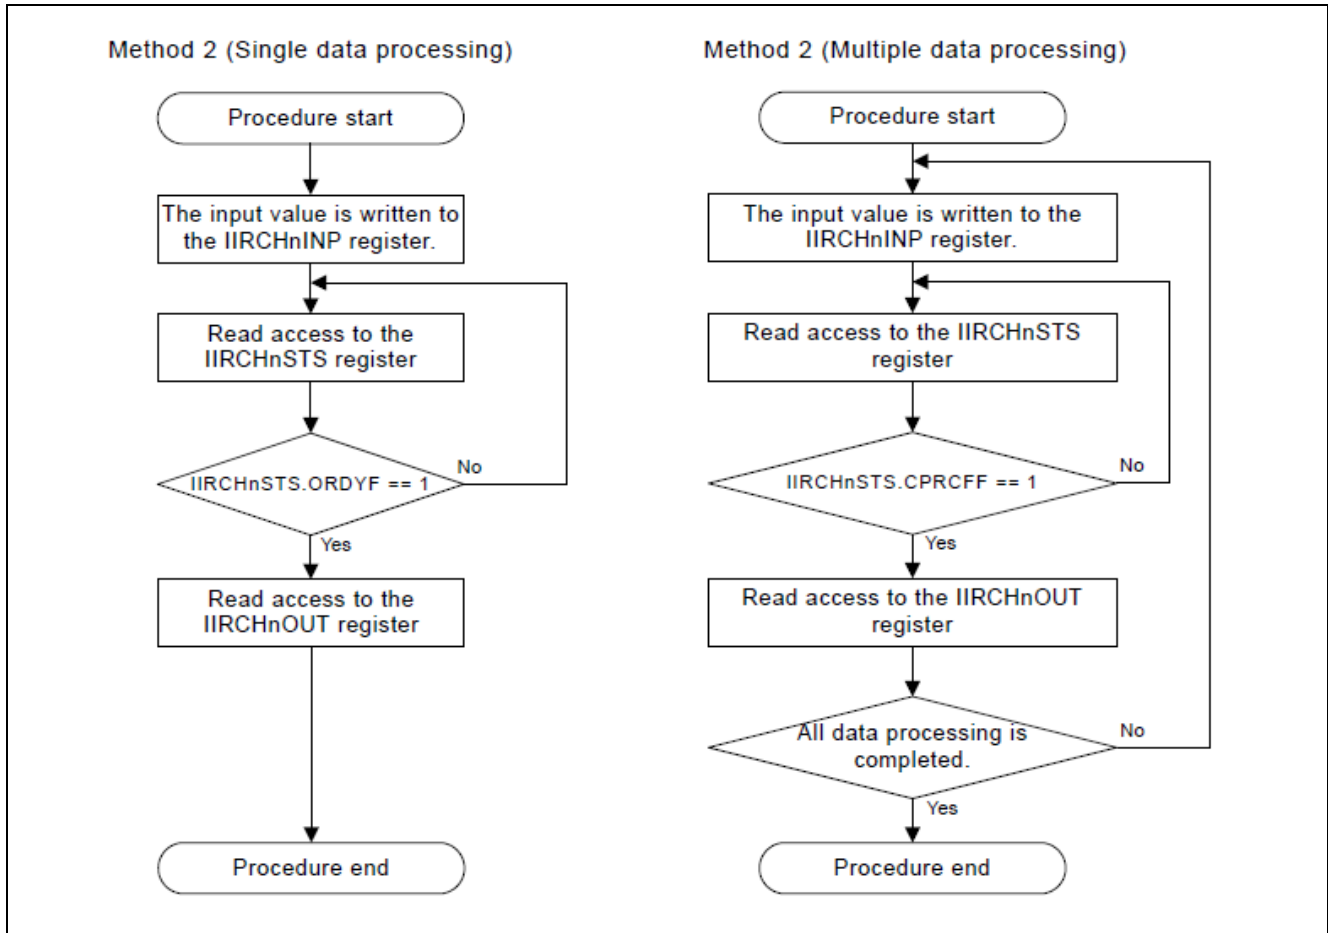 Method 2 (Single data processing)
Procedure start
The input value is written to
the IIRCHnINP register.
Read access to the
IIRCHnSTS register
IIRCHnSTS.ORDYF == 1
No
Yes
Read access to the
IIRCHnOUT register
Procedure end
Method 2 (Multiple data processing)
Procedure start
The input value is written to the
IIRCHnINP register.
Read access to the IIRCHnSTS
register
IIRCHnSTS.CPRCFF == 1
No
Yes
Read access to the IIRCHnOUT
register
All data processing is
completed.
No
Yes
Procedure end